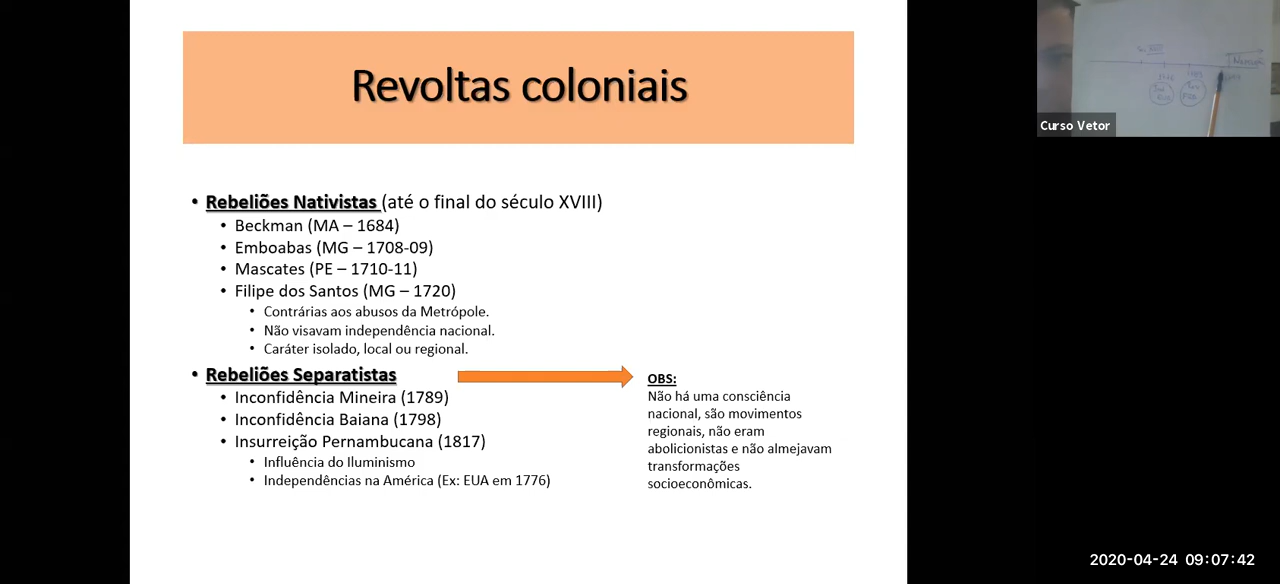 Revoltas coloniais
• Rebeliões Nativistas (até o final do século XVIII)
• Beckman (MA – 1684)
• Emboabas (MG – 1708-09)
• Mascates (PE – 1710-11)
• Filipe dos Santos (MG – 1720)
• Contrárias aos abusos da Metrópole.
• Não visavam independência nacional.
• Caráter isolado, local ou regional.
• Rebeliões Separatistas
• Inconfidência Mineira (1789)
• Inconfidência Baiana (1798)
• Insurreição Pernambucana (1817)
• Influência do Iluminismo
• Independências na América (Ex: EUA em 1776)
OBS:
Não há uma consciência
nacional, são movimentos
regionais, não eram
abolicionistas e não almejavam
transformações
socioeconômicas.
Curso Vetor
2020-04-24 09:07:42